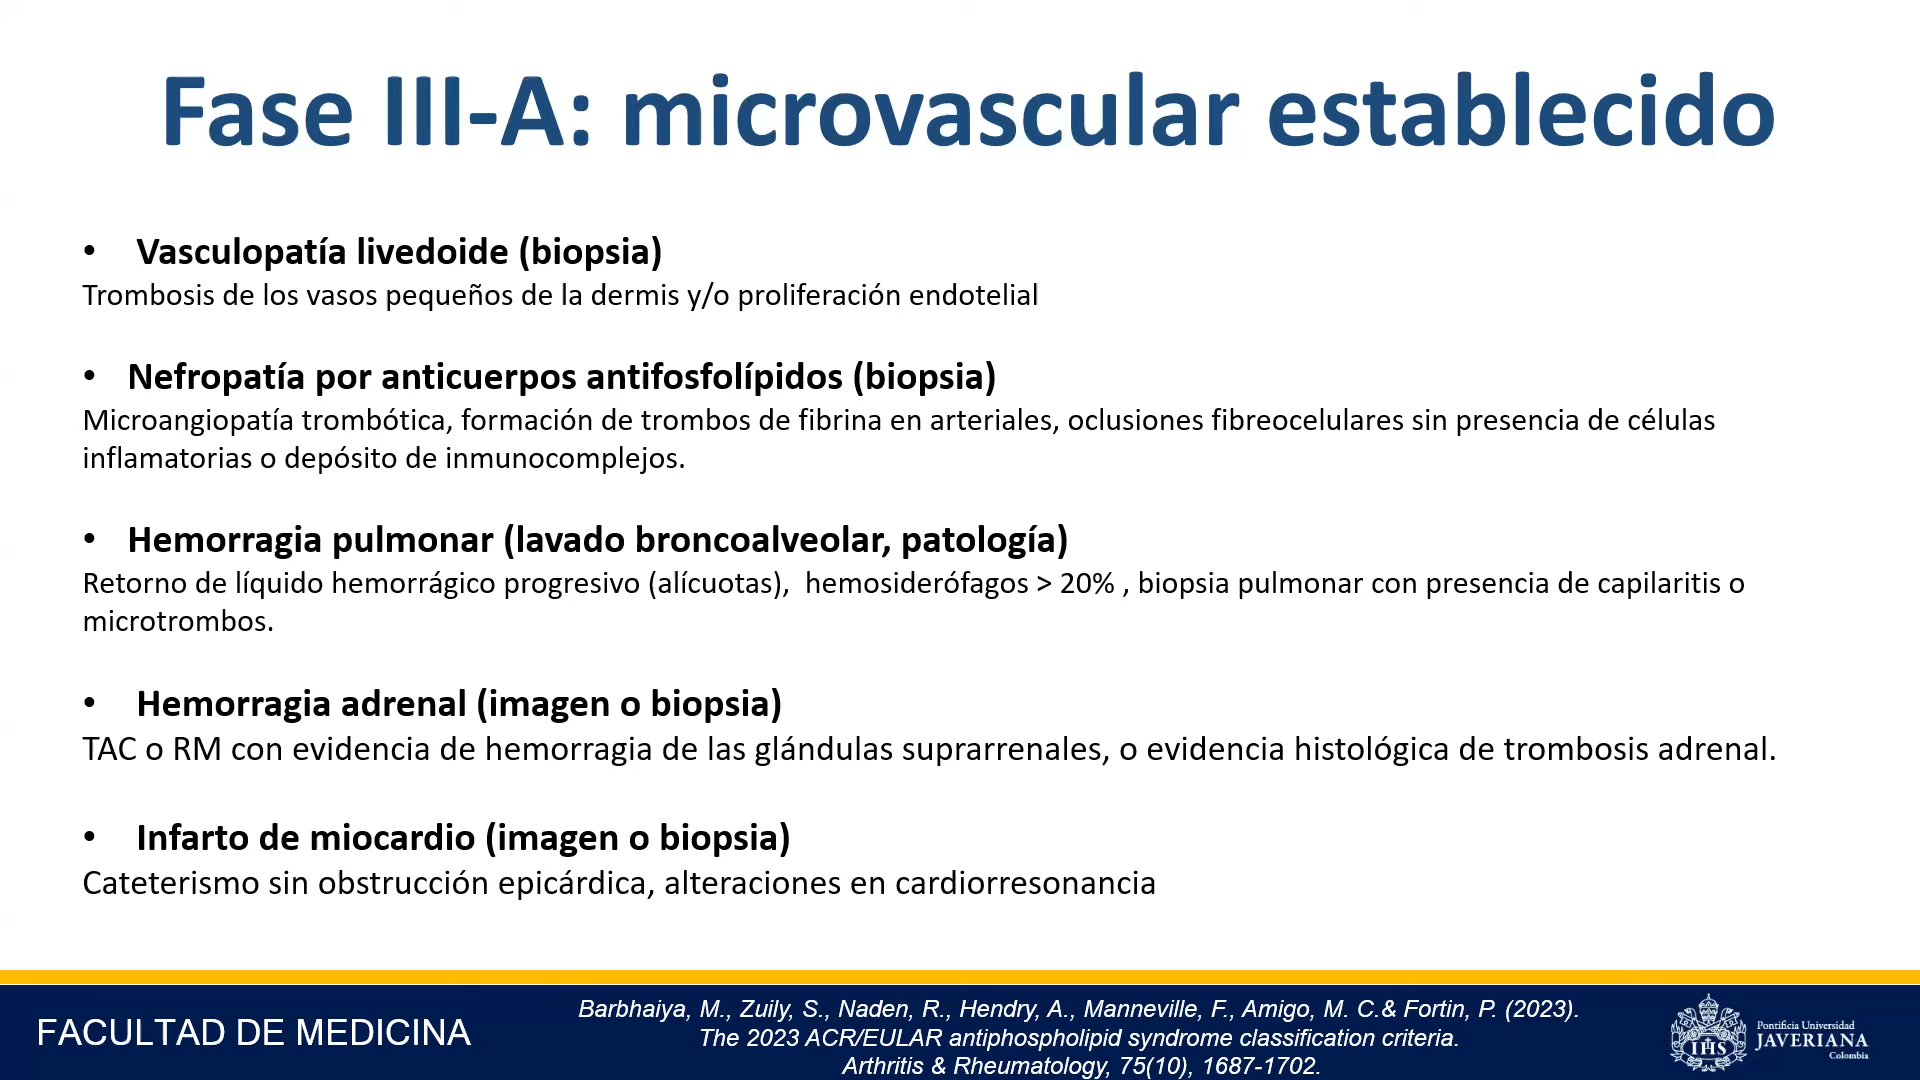 Fase III-A: microvascular establecido
• Vasculopatía livedoide (biopsia)
Trombosis de los vasos pequeños de la dermis y/o proliferación endotelial
• Nefropatía por anticuerpos antifosfolípidos (biopsia)
Microangiopatía trombótica, formación de trombos de fibrina en arteriales, oclusiones fibreocelulares sin presencia de células
inflamatorias o depósito de inmunocomplejos.
• Hemorragia pulmonar (lavado broncoalveolar, patología)
Retorno de líquido hemorrágico progresivo (alícuotas), hemosiderófagos > 20% , biopsia pulmonar con presencia de capilaritis o
microtrombos.
• Hemorragia adrenal (imagen o biopsia)
TAC o RM con evidencia de hemorragia de las glándulas suprarrenales, o evidencia histológica de trombosis adrenal.
• Infarto de miocardio (imagen o biopsia)
Cateterismo sin obstrucción epicárdica, alteraciones en cardiorresonancia
FACULTAD DE MEDICINA
Barbhaiya, M., Zuily, S., Naden, R., Hendry, A., Manneville, F., Amigo, M. C.& Fortin, P. (2023).
The 2023 ACR/EULAR antiphospholipid syndrome classification criteria.
Arthritis & Rheumatology, 75(10), 1687-1702.
IHS
Pontificia Universidad
JAVERIANA
Colombia